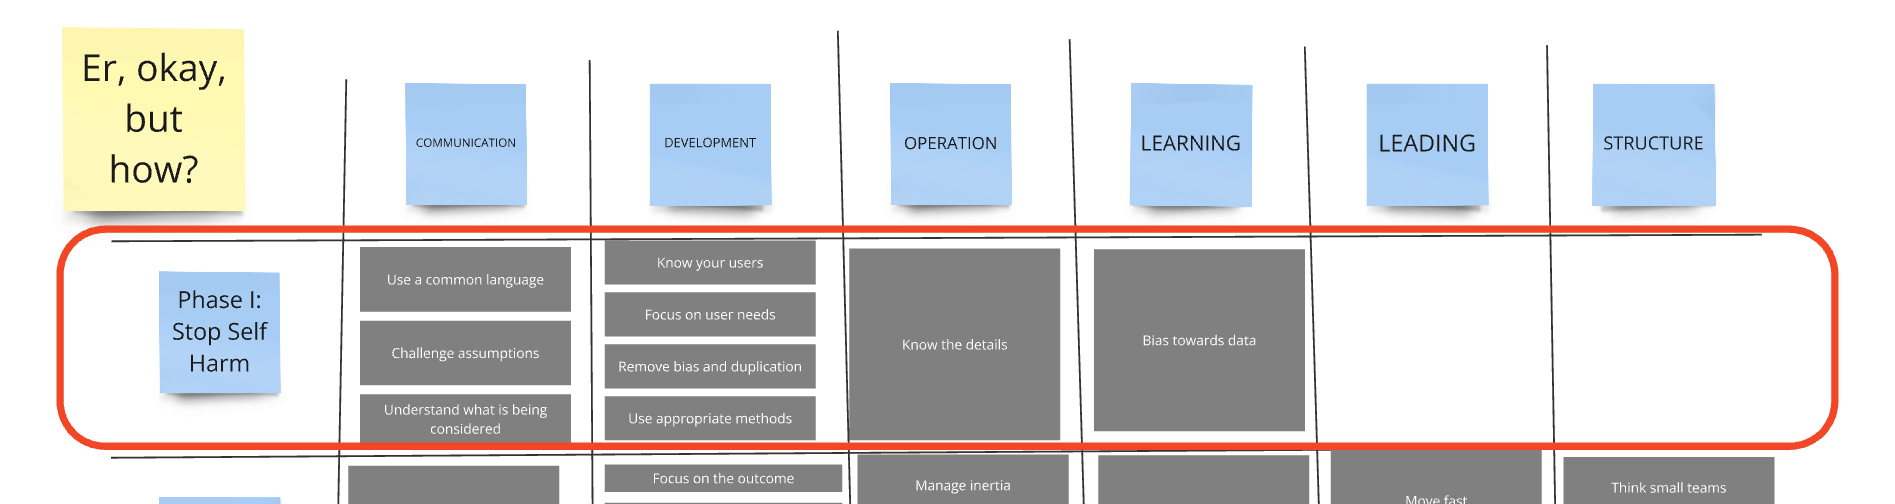 Er, okay,
but
how?
COMMUNICATION
DEVELOPMENT
OPERATION
LEARNING
LEADING
STRUCTURE
Phase I:
Stop Self
Harm
Use a common language
Challenge assumptions
Understand what is being
considered
Know your users
Focus on user needs
Remove bias and duplication
Use appropriate methods
Know the details
Bias towards data
Focus on the outcome
Manage inertia
Move fast
Think small teams